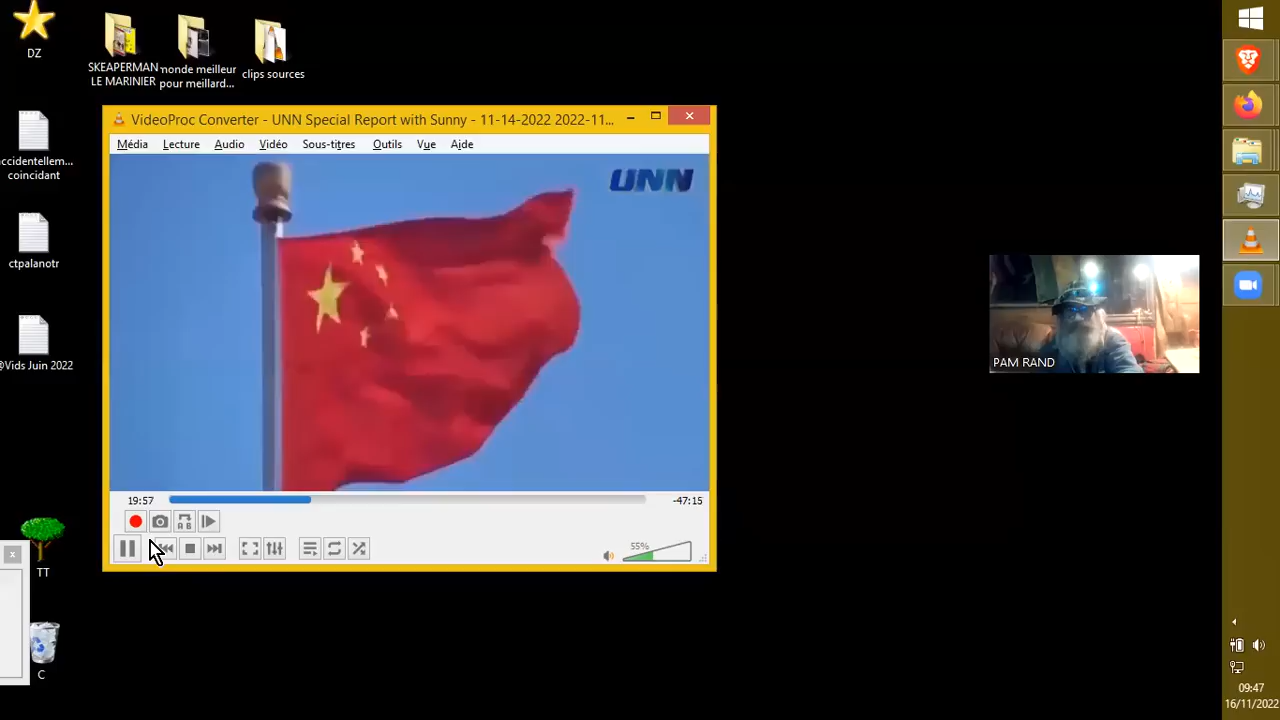 DZ
SKEAPERMAN
LE MARINIER
monde meilleur
pour meillard...
clips sources
ccidentellem...
coincidant
ctpalanotr
@Vids Juin 2022
TT
C
VideoProc Converter - UNN Special Report with Sunny - 11-14-2022 2022-11...
Média Lecture Audio Vidéo Sous-titres Outils Vue Aide
UNN
19:57
-47:15
A B
55%
PAM RAND
09:47
16/11/2022